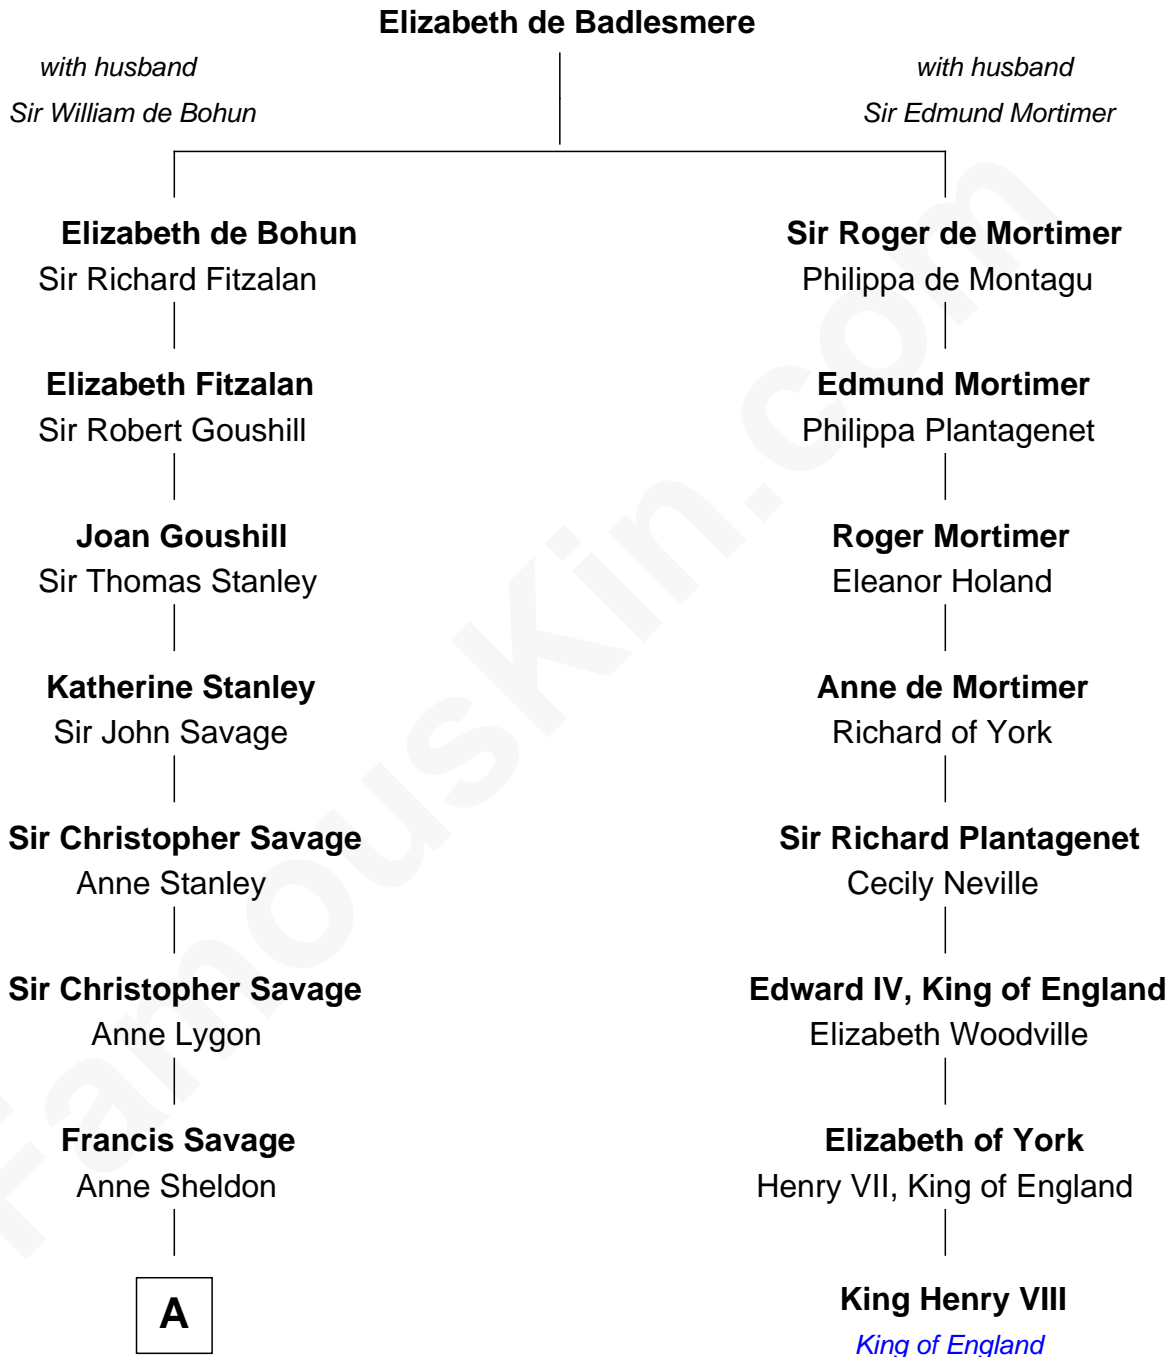 Elizabeth de Badlesmere
with husband
Sir William de Bohun
with husband
Sir Edmund Mortimer
Elizabeth de Bohun
Sir Richard Fitzalan
Elizabeth Fitzalan
Sir Robert Goushill
Joan Goushill
Sir Thomas Stanley
Katherine Stanley
Sir John Savage
Sir Christopher Savage
Anne Stanley
Sir Christopher Savage
Anne Lygon
Francis Savage
Anne Sheldon
A
Sir Roger de Mortimer
Philippa de Montagu
Edmund Mortimer
Philippa Plantagenet
Roger Mortimer
Eleanor Holand
Anne de Mortimer
Richard of York
Sir Richard Plantagenet
Cecily Neville
Edward IV, King of England
Elizabeth Woodville
Elizabeth of York
Henry VII, King of England
King Henry VIII
King of England
FamousKin.com